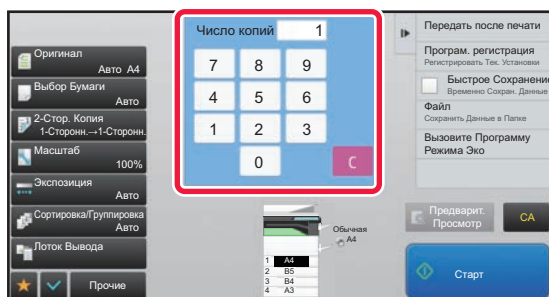 Число копий 1
7 8 9
4 5 6
1 2 3
0 C
Оригинал
Авто A4
Выбор Бумаги
Авто
2-Стор. Копия
1-Сторонн.→1-Сторонн.
Масштаб
100%
Экспозиция
Авто
Сортировка/Группировка
Авто
Лоток Вывода
Прочие
Обычная
A4
1 A4
2 B5
3 B4
4 A3
Передать после печати
Програм. регистрация
Регистрировать Тек. Установки
Быстрое Сохранение
Временно Сохран. Данные
Файл
Сохранить Данные в Папке
Вызовите Программу
Режима Эко
Предварит.
Просмотр
CA
Старт